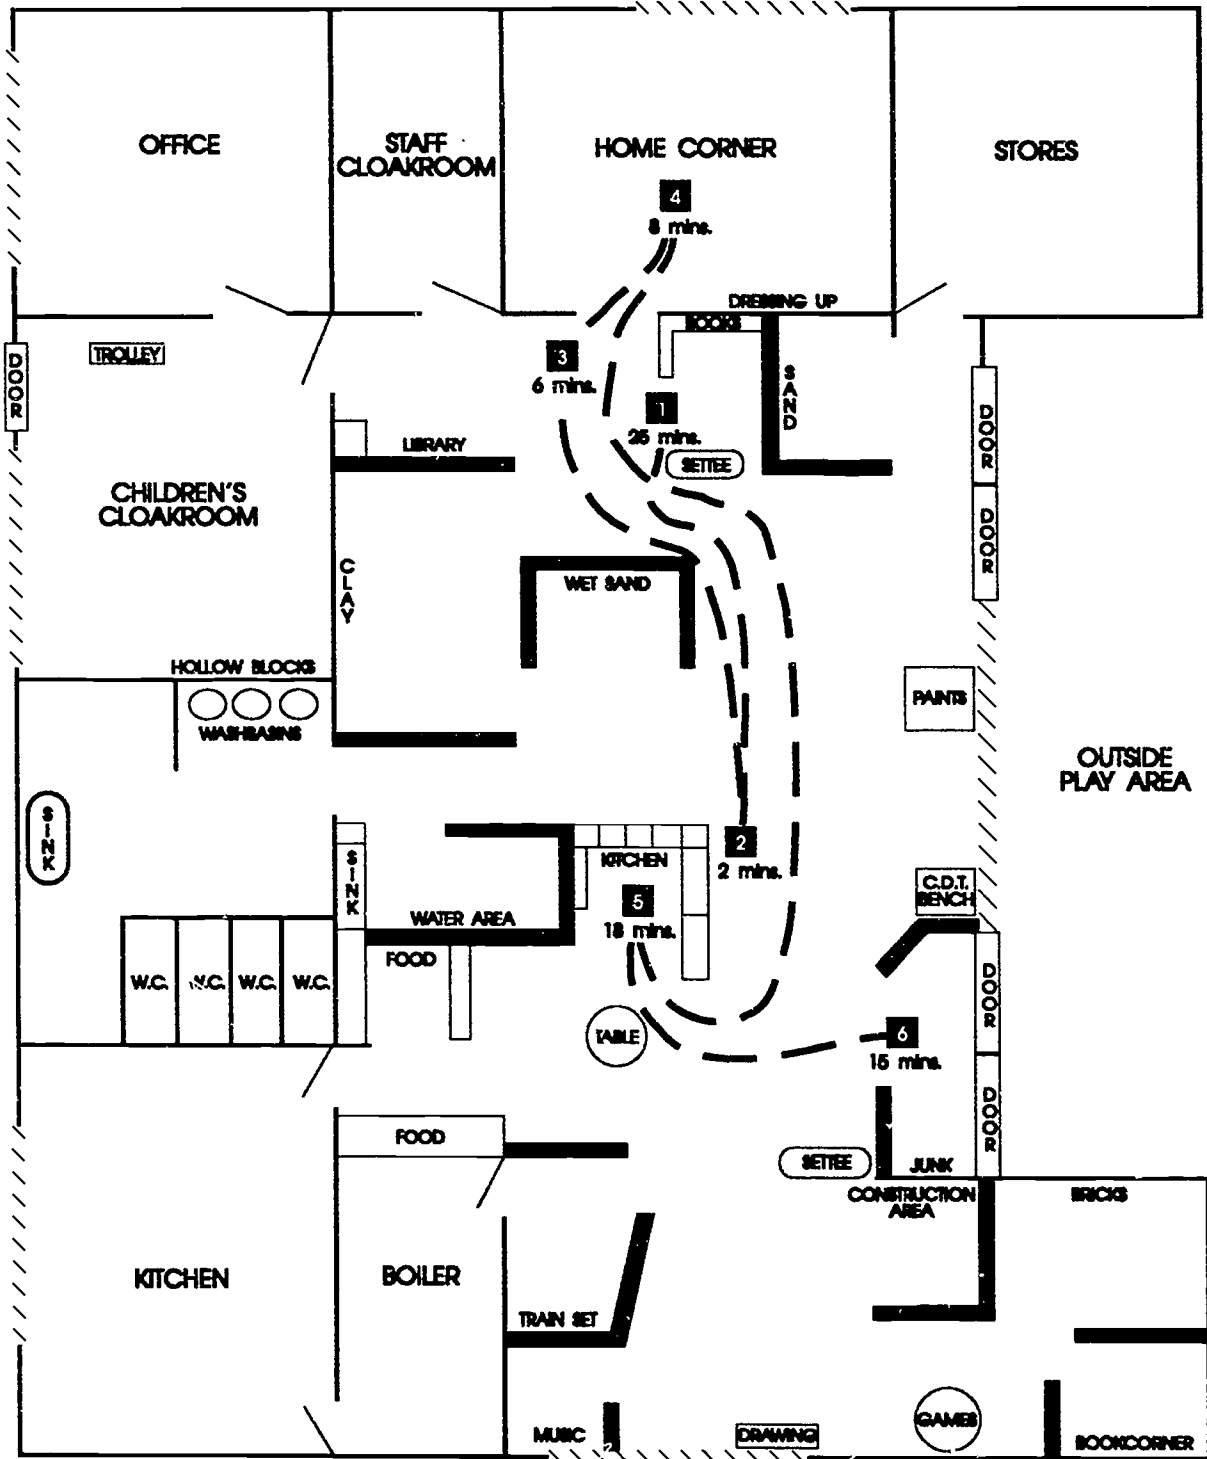 OFFICE
STAFF
CLOAKROOM
HOME CORNER
STORES
4
8 mins.
DRESSING UP
BOOKS
TROLLEY
DOOR
3
6 mins.
SAND
1
25 mins.
SETTEE
LIBRARY
DOOR
CHILDREN'S
CLOAKROOM
DOOR
CLAY
WET SAND
HOLLOW BLOCKS
WASHBASINS
PAINTS
OUTSIDE
PLAY AREA
SINK
SINK
KITCHEN
2
2 mins.
5
18 mins.
C.D.T.
BENCH
WATER AREA
FOOD
W.C.
W.C.
W.C.
W.C.
DOOR
TABLE
6
15 mins.
DOOR
FOOD
SETTEE
JUNK
CONSTRUCTION
AREA
BRICKS
KITCHEN
BOILER
TRAIN SET
MUSIC
DRAWING
GAMES
BOOKCORNER